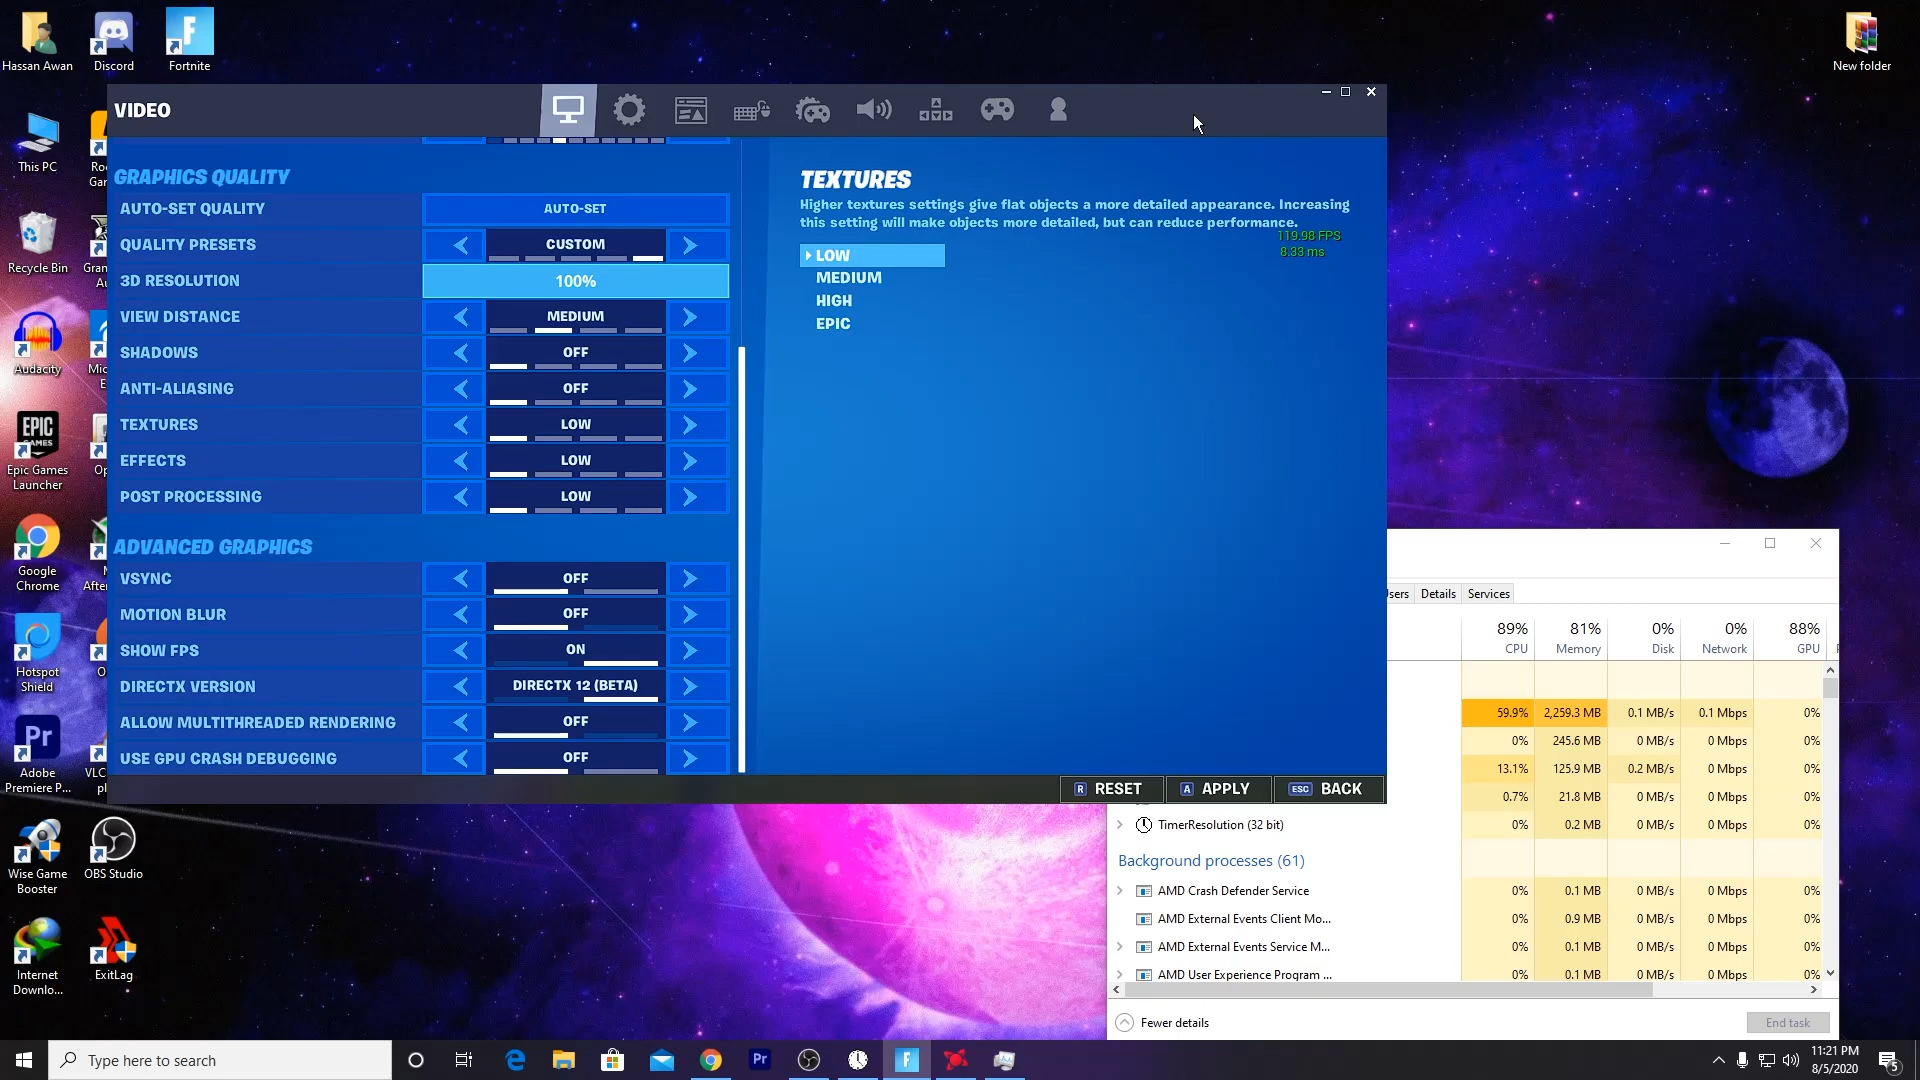 Hassan Awan
Discord
Fortnite
New folder
This PC
Recycle Bin
Audacity
EPIC
GAMES
Epic Games
Launcher
Google
Chrome
Hotspot
Shield
Pr
Adobe
Premiere P...
Wise Game
Booster
OBS Studio
Internet
Downlo...
ExitLag
VIDEO
GRAPHICS QUALITY
AUTO-SET QUALITY
AUTO-SET
QUALITY PRESETS
CUSTOM
3D RESOLUTION
100%
VIEW DISTANCE
MEDIUM
SHADOWS
OFF
ANTI-ALIASING
OFF
TEXTURES
LOW
EFFECTS
LOW
POST PROCESSING
LOW
ADVANCED GRAPHICS
VSYNC
OFF
MOTION BLUR
OFF
SHOW FPS
ON
DIRECTX VERSION
DIRECTX 12 (BETA)
ALLOW MULTITHREADED RENDERING
OFF
USE GPU CRASH DEBUGGING
OFF
TEXTURES
Higher textures settings give flat objects a more detailed appearance. Increasing
this setting will make objects more detailed, but can reduce performance.
119.98 FPS
8.33 ms
LOW
MEDIUM
HIGH
EPIC
R RESET
A APPLY
ESC BACK
Details Services
89% 81% 0% 0% 88%
CPU Memory Disk Network GPU
59.9% 2,259.3 MB 0.1 MB/s 0.1 Mbps 0%
0% 245.6 MB 0 MB/s 0 Mbps 0%
13.1% 125.9 MB 0.2 MB/s 0 Mbps 0%
0.7% 21.8 MB 0 MB/s 0 Mbps 0%
TimerResolution (32 bit) 0% 0.2 MB 0 MB/s 0 Mbps 0%
Background processes (61)
AMD Crash Defender Service 0% 0.1 MB 0 MB/s 0 Mbps 0%
AMD External Events Client Mo... 0% 0.9 MB 0 MB/s 0 Mbps 0%
AMD External Events Service M... 0% 0.1 MB 0 MB/s 0 Mbps 0%
AMD User Experience Program ... 0% 0.1 MB 0 MB/s 0 Mbps 0%
Fewer details
End task
Type here to search
Pr
11:21 PM
8/5/2020
5